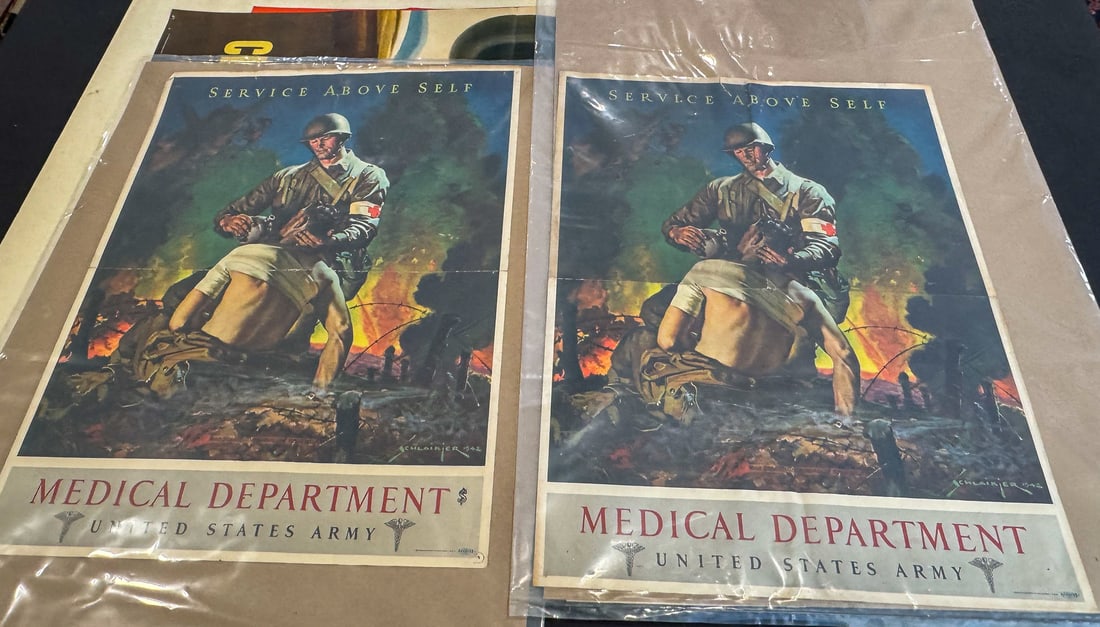 C
SERVICE ABOVE SELF
SCHLAIKJER 1942
MEDICAL DEPARTMENT $
UNITED STATES ARMY
SERVICE ABOVE SELF
SCHLAIKJER 1942
MEDICAL DEPARTMENT
UNITED STATES ARMY